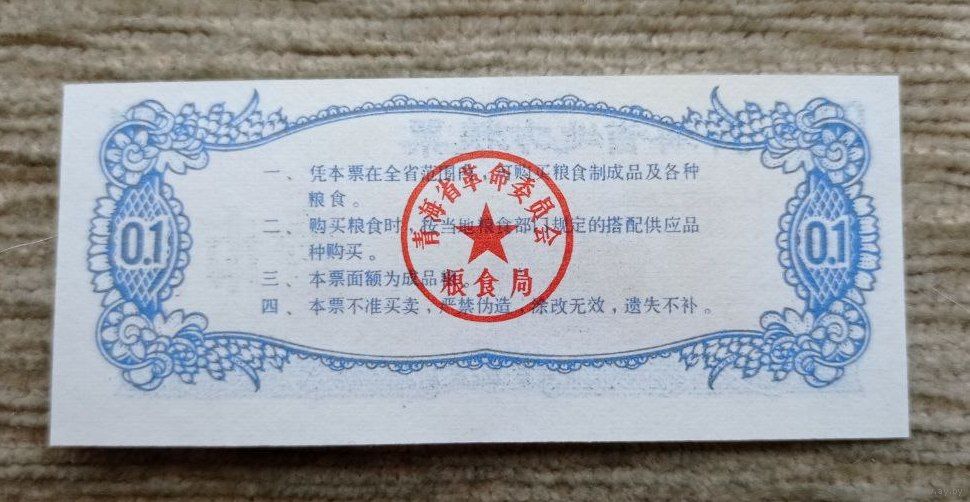 一、凭本票在全省范围内，可购买粮食制成品及各种
粮食。
二、购买粮食时，按当地粮食部门规定的搭配供应品
种购买。
三、本票面额为成品粮。
四、本票不准买卖，严禁伪造，涂改无效，遗失不补。
0.1
0.1
青海省革命委员会
粮食局